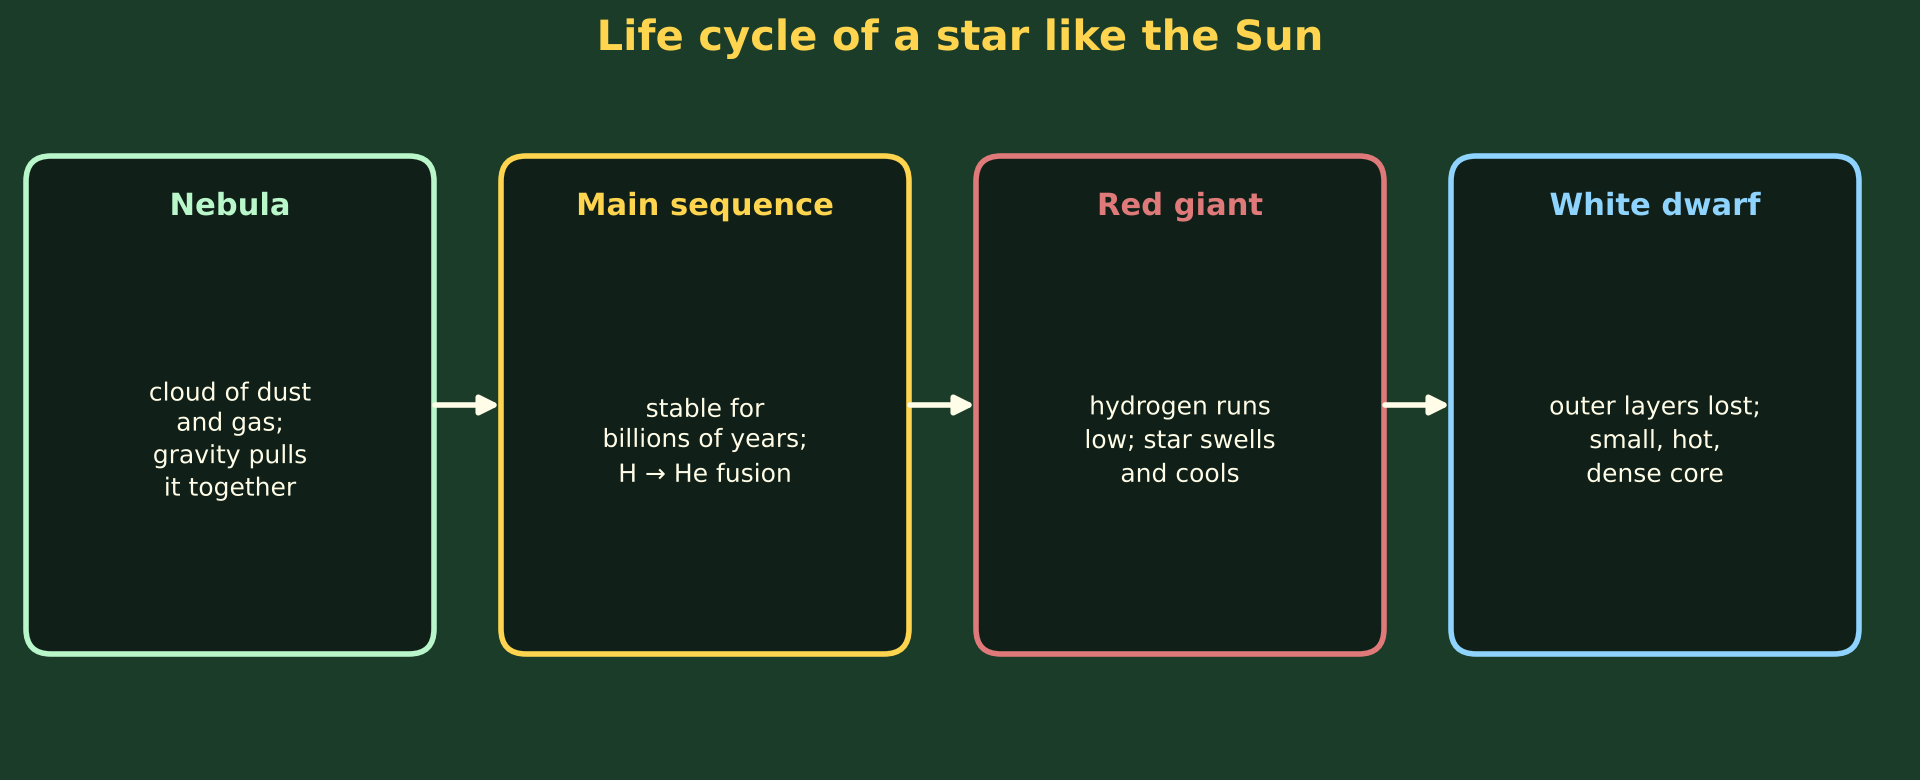 Life cycle of a star like the Sun
Nebula
cloud of dust
and gas;
gravity pulls
it together
Main sequence
stable for
billions of years;
H → He fusion
Red giant
hydrogen runs
low; star swells
and cools
White dwarf
outer layers lost;
small, hot,
dense core